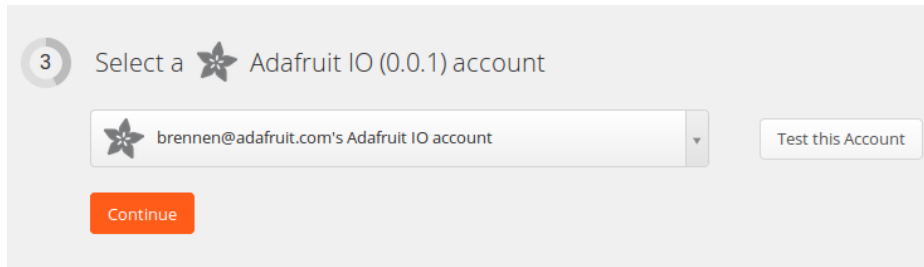 3 Select a Adafruit IO (0.0.1) account
brennen@adafruit.com's Adafruit IO account
Test this Account
Continue